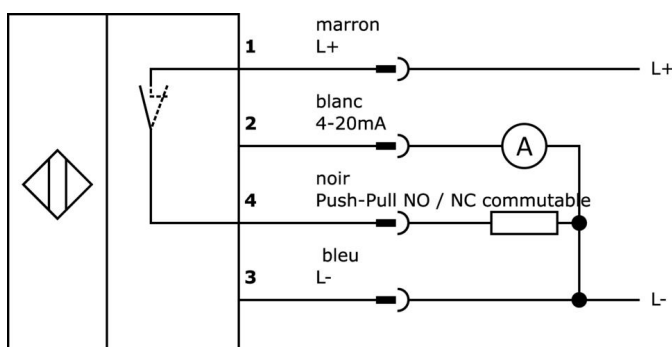 marron
1 L+
L+
blanc
2 4-20mA
A
noir
4 Push-Pull NO / NC commutable
bleu
3 L-
L-